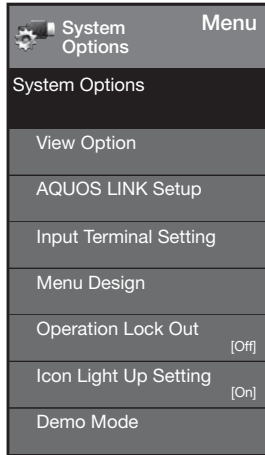 System Options
Menu
System Options
View Option
AQUOS LINK Setup
Input Terminal Setting
Menu Design
Operation Lock Out
[Off]
Icon Light Up Setting
[On]
Demo Mode